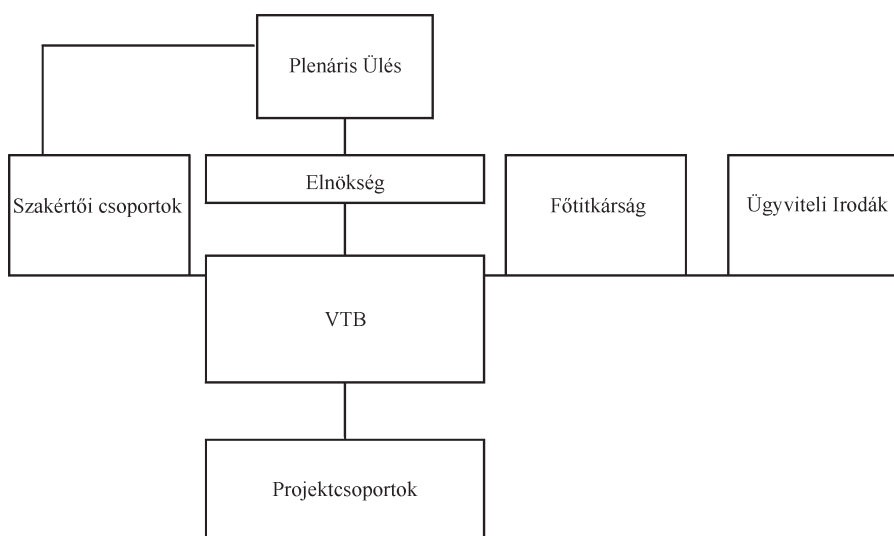 Plenáris Ülés
Elnökség
Szakértői csoportok
Főtitkárság
Ügyviteli Irodák
VTB
Projektcsoportok